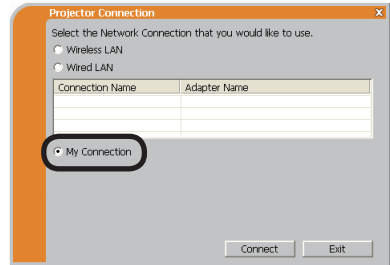 Projector Connection
X
Select the Network Connection that you would like to use.
Wireless LAN
Wired LAN
Connection Name Adapter Name
My Connection
Connect Exit